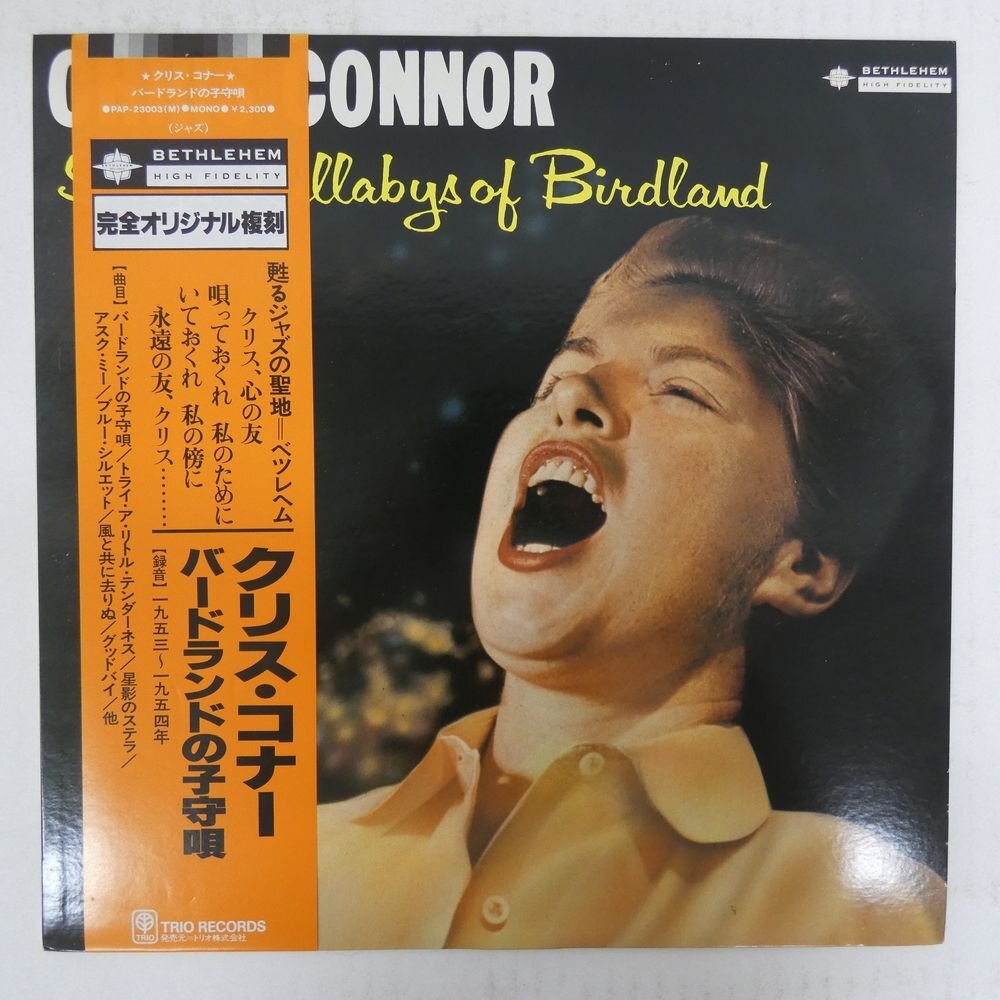 CONNOR
BETHLEHEM
HIGH FIDELITY
of Birdland
★クリス・コナー★
バードランドの子守唄
●PAP-23003(M)●MONO●¥2,300●
(ジャズ)
BETHLEHEM
HIGH FIDELITY
完全オリジナル複刻
甦るジャズの聖地=ベツレヘム
クリス、心の友
唄っておくれ 私のために
いておくれ 私の傍に
永遠の友、クリス………
【曲目】バードランドの子守唄/トライ・ア・リトル・テンダーネス/星影のステラ/
アスク・ミー/ブルー・シルエット/風と共に去りぬ/グッドバイ/他
クリス・コナー
バードランドの子守唄
【録音】一九五三~一九五四年
TRIO
TRIO RECORDS
発売元=トリオ株式会社